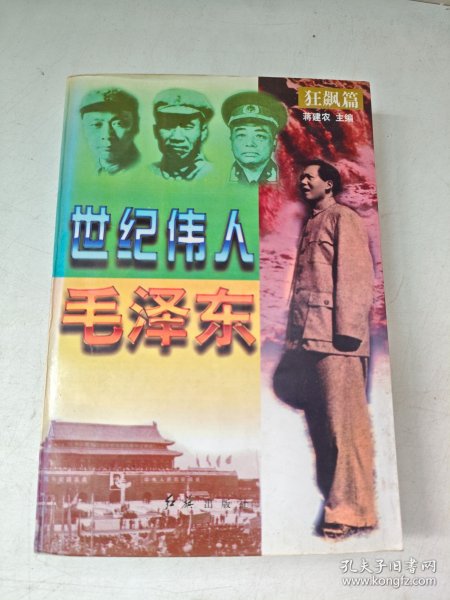 狂飙篇
蒋建农 主编
世纪伟人
毛泽东
红旗出版社
孔夫子旧书网
www.kongfz.com